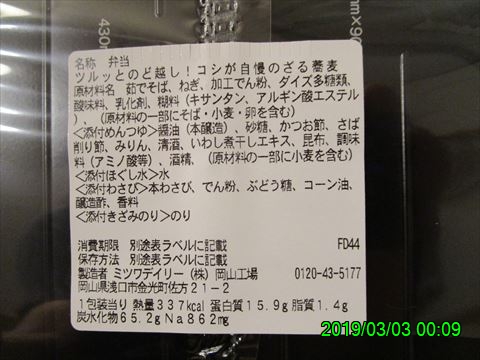 430
mm×90
名称 弁当
ツルッとのど越し！コシが自慢のざる蕎麦
原材料名 茹でそば、ねぎ、加工でん粉、ダイズ多糖類、
酸味料、乳化剤、糊料（キサンタン、アルギン酸エステル
）、（原材料の一部にそば・小麦・卵を含む）
＜添付めんつゆ＞醤油（本醸造）、砂糖、かつお節、さば
削り節、みりん、清酒、いわし煮干しエキス、昆布、調味
料（アミノ酸等）、酒精、（原材料の一部に小麦を含む）
＜添付ほぐし水＞水
＜添付わさび＞本わさび、でん粉、ぶどう糖、コーン油、
醸造酢、香料
＜添付きざみのり＞のり
消費期限 別途表ラベルに記載 FD44
保存方法 別途表ラベルに記載
製造者 ミツワデイリー（株）岡山工場 0120-43-5177
岡山県浅口市金光町佐方21－2
1包装当り 熱量337kcal 蛋白質15.9g 脂質1.4g
炭水化物65.2g Na862mg
2019/03/03 00:09